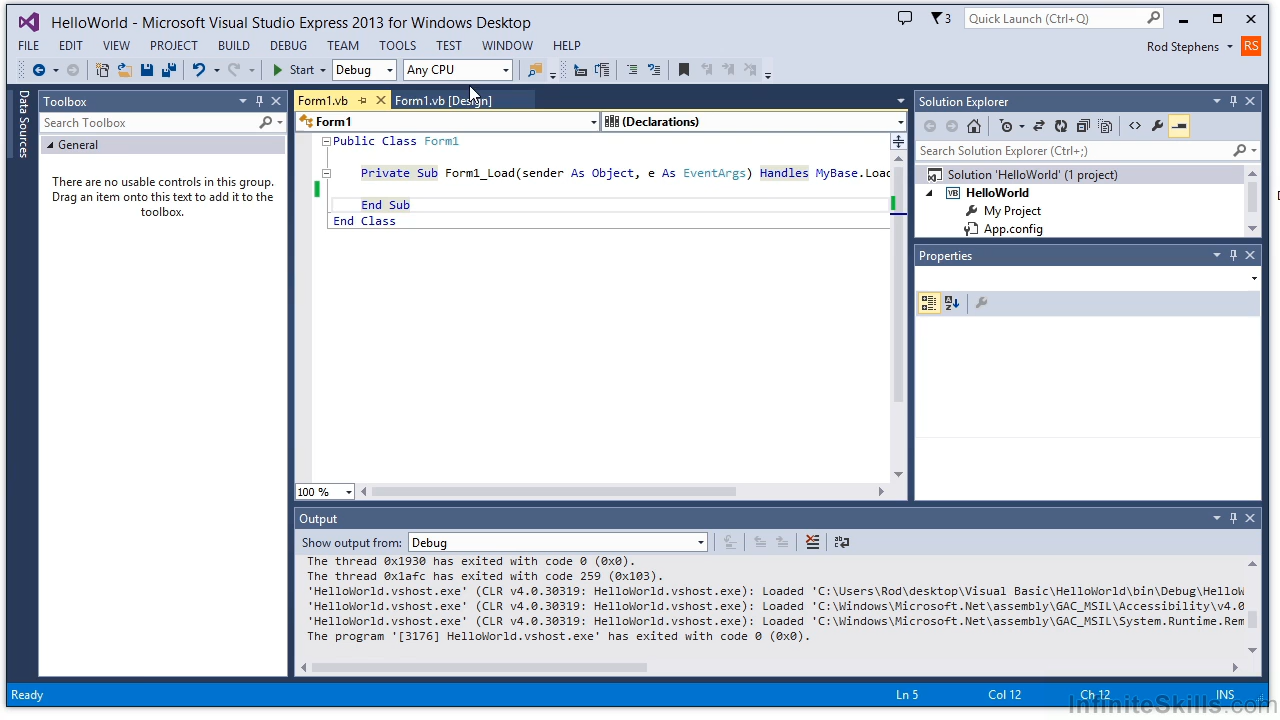 HelloWorld - Microsoft Visual Studio Express 2013 for Windows Desktop
3
Quick Launch (Ctrl+Q)
FILE EDIT VIEW PROJECT BUILD DEBUG TEAM TOOLS TEST WINDOW HELP
Rod Stephens RS
Start Debug Any CPU
Data Sources
Toolbox
Search Toolbox
General
There are no usable controls in this group.
Drag an item onto this text to add it to the
toolbox.
Form1.vb Form1.vb [Design]
Form1 (Declarations)
Public Class Form1
Private Sub Form1_Load(sender As Object, e As EventArgs) Handles MyBase.Load
End Sub
End Class
100 %
Solution Explorer
Search Solution Explorer (Ctrl+;)
Solution 'HelloWorld' (1 project)
VB HelloWorld
My Project
App.config
Properties
Output
Show output from: Debug
The thread 0x1930 has exited with code 0 (0x0).
The thread 0x1afc has exited with code 259 (0x103).
'HelloWorld.vshost.exe' (CLR v4.0.30319: HelloWorld.vshost.exe): Loaded 'C:\Users\Rod\desktop\Visual Basic\HelloWorld\bin\Debug\HelloW
'HelloWorld.vshost.exe' (CLR v4.0.30319: HelloWorld.vshost.exe): Loaded 'C:\Windows\Microsoft.Net\assembly\GAC_MSIL\Accessibility\v4.0
'HelloWorld.vshost.exe' (CLR v4.0.30319: HelloWorld.vshost.exe): Loaded 'C:\Windows\Microsoft.Net\assembly\GAC_MSIL\System.Runtime.Rem
The program '[3176] HelloWorld.vshost.exe' has exited with code 0 (0x0).
Ready Ln 5 Col 12 Ch 12 INS
InfiniteSkills.com